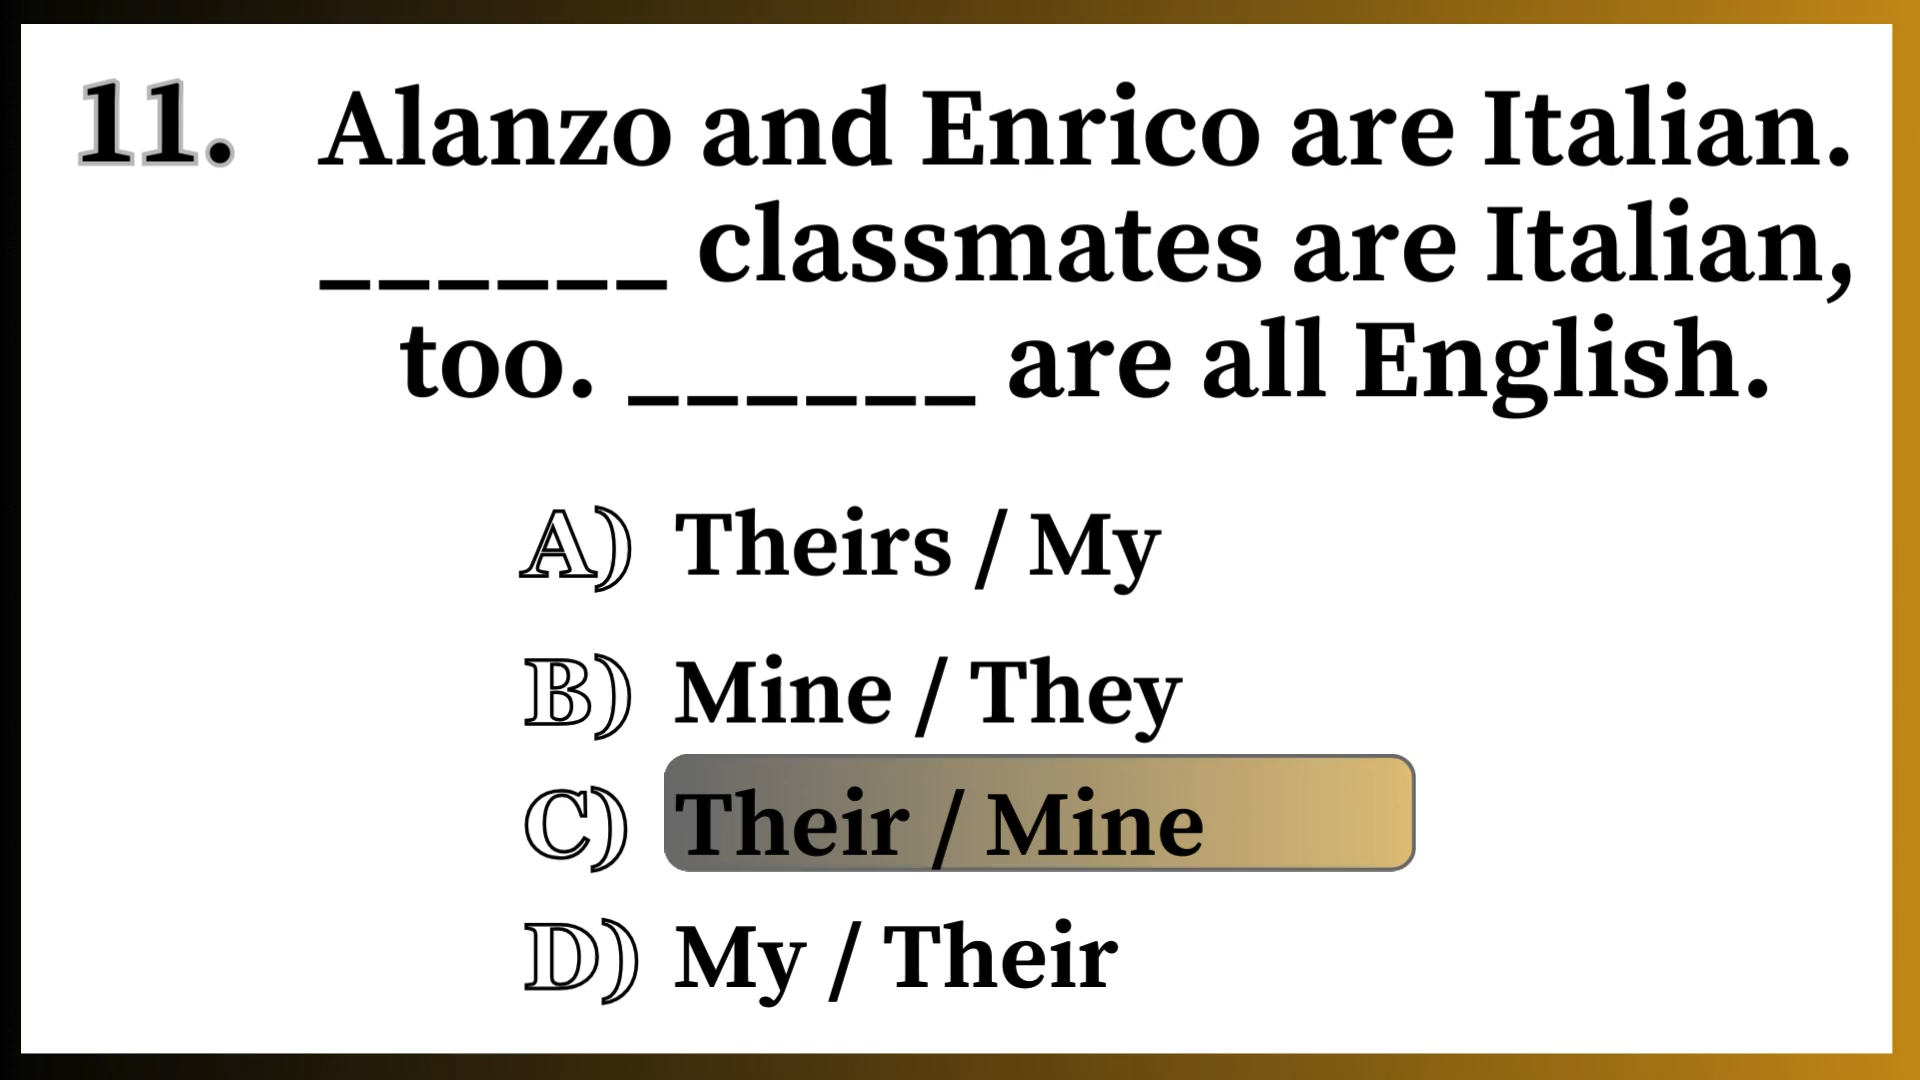 11. Alanzo and Enrico are Italian.
______ classmates are Italian,
too. ______ are all English.
A) Theirs / My
B) Mine / They
C) Their / Mine
D) My / Their